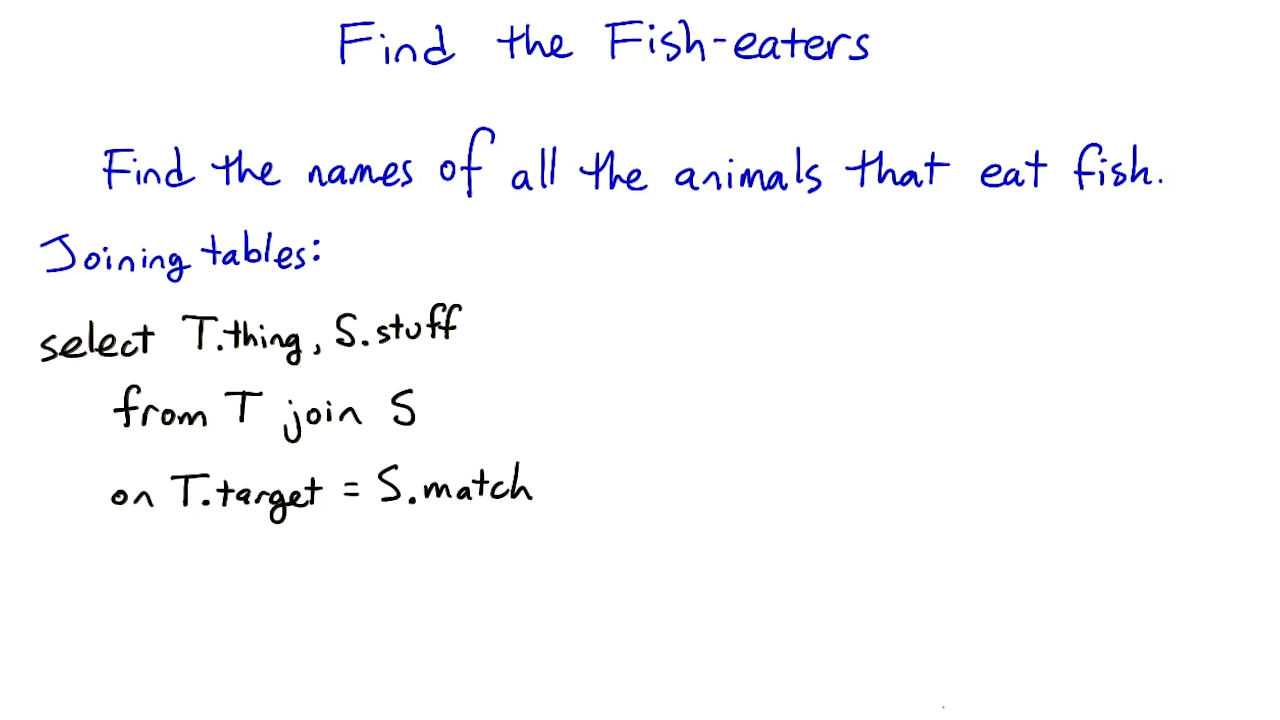 Find the Fish-eaters
Find the names of all the animals that eat fish.
Joining tables:
select T.thing, S.stuff
from T join S
on T.target = S.match